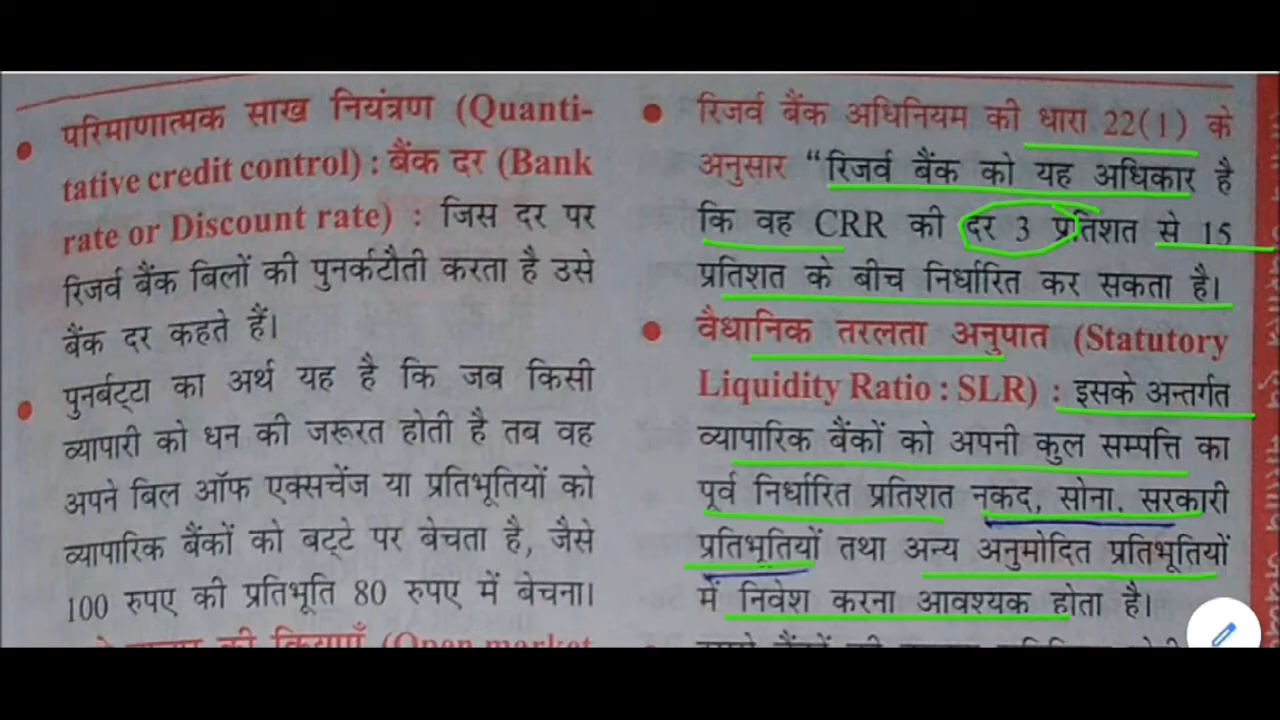 परिमाणात्मक साख नियंत्रण (Quanti-
tative credit control) : बैंक दर (Bank
rate or Discount rate) : जिस दर पर
रिजर्व बैंक बिलों की पुनर्कटौती करता है उसे
बैंक दर कहते हैं।
पुनर्बट्टा का अर्थ यह है कि जब किसी
व्यापारी को धन की जरूरत होती है तब वह
अपने बिल ऑफ एक्सचेंज या प्रतिभूतियों को
व्यापारिक बैंकों को बट्टे पर बेचता है, जैसे
100 रुपए की प्रतिभूति 80 रुपए में बेचना।
की क्रियाएँ (Open market
रिजर्व बैंक अधिनियम की धारा 22(1) के
अनुसार “रिजर्व बैंक को यह अधिकार है
कि वह CRR की दर 3 प्रतिशत से 15
प्रतिशत के बीच निर्धारित कर सकता है।
वैधानिक तरलता अनुपात (Statutory
Liquidity Ratio : SLR) : इसके अन्तर्गत
व्यापारिक बैंकों को अपनी कुल सम्पत्ति का
पूर्व निर्धारित प्रतिशत नकद, सोना, सरकारी
प्रतिभूतियों तथा अन्य अनुमोदित प्रतिभूतियों
में निवेश करना आवश्यक होता है।